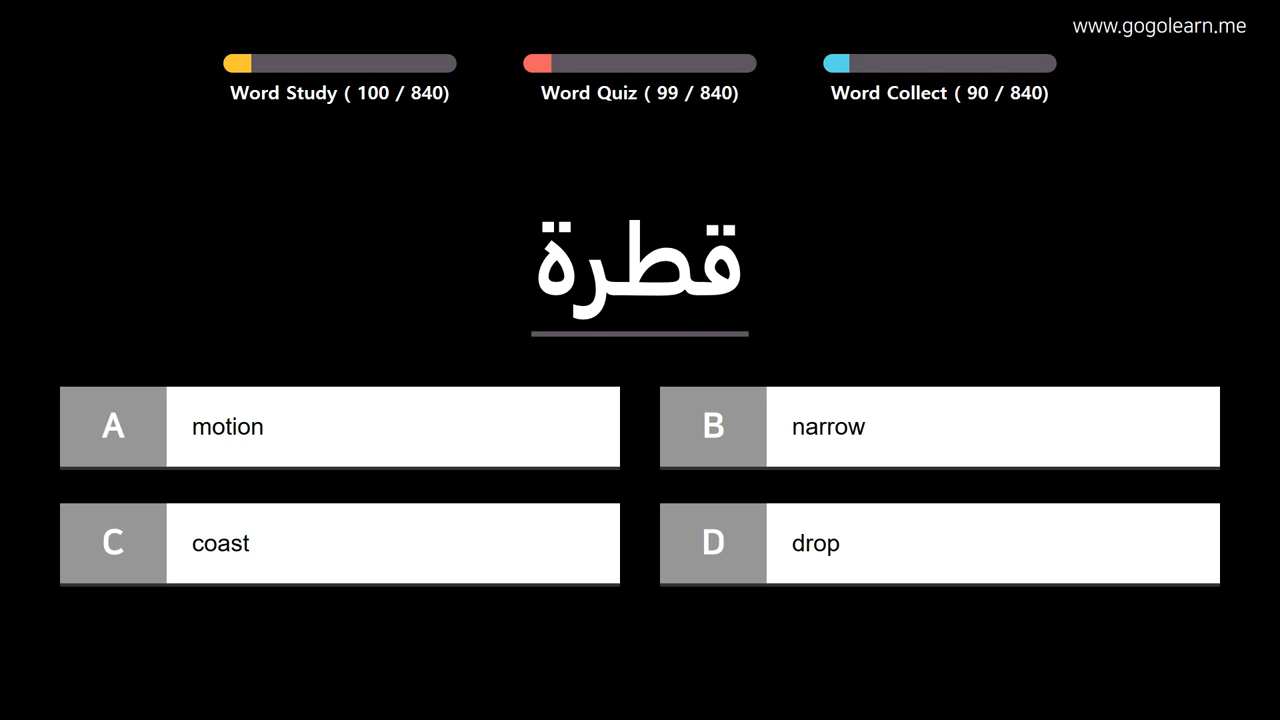 www.gogolearn.me
Word Study ( 100 / 840)
Word Quiz ( 99 / 840)
Word Collect ( 90 / 840)
قطرة
A motion
B narrow
C coast
D drop